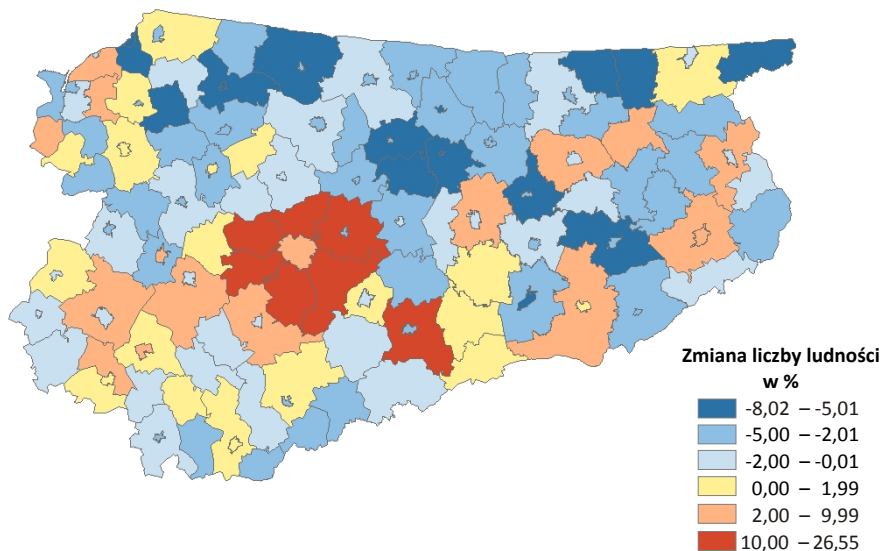 Zmiana liczby ludności
w %
-8,02 – -5,01
-5,00 – -2,01
-2,00 – -0,01
0,00 – 1,99
2,00 – 9,99
10,00 – 26,55